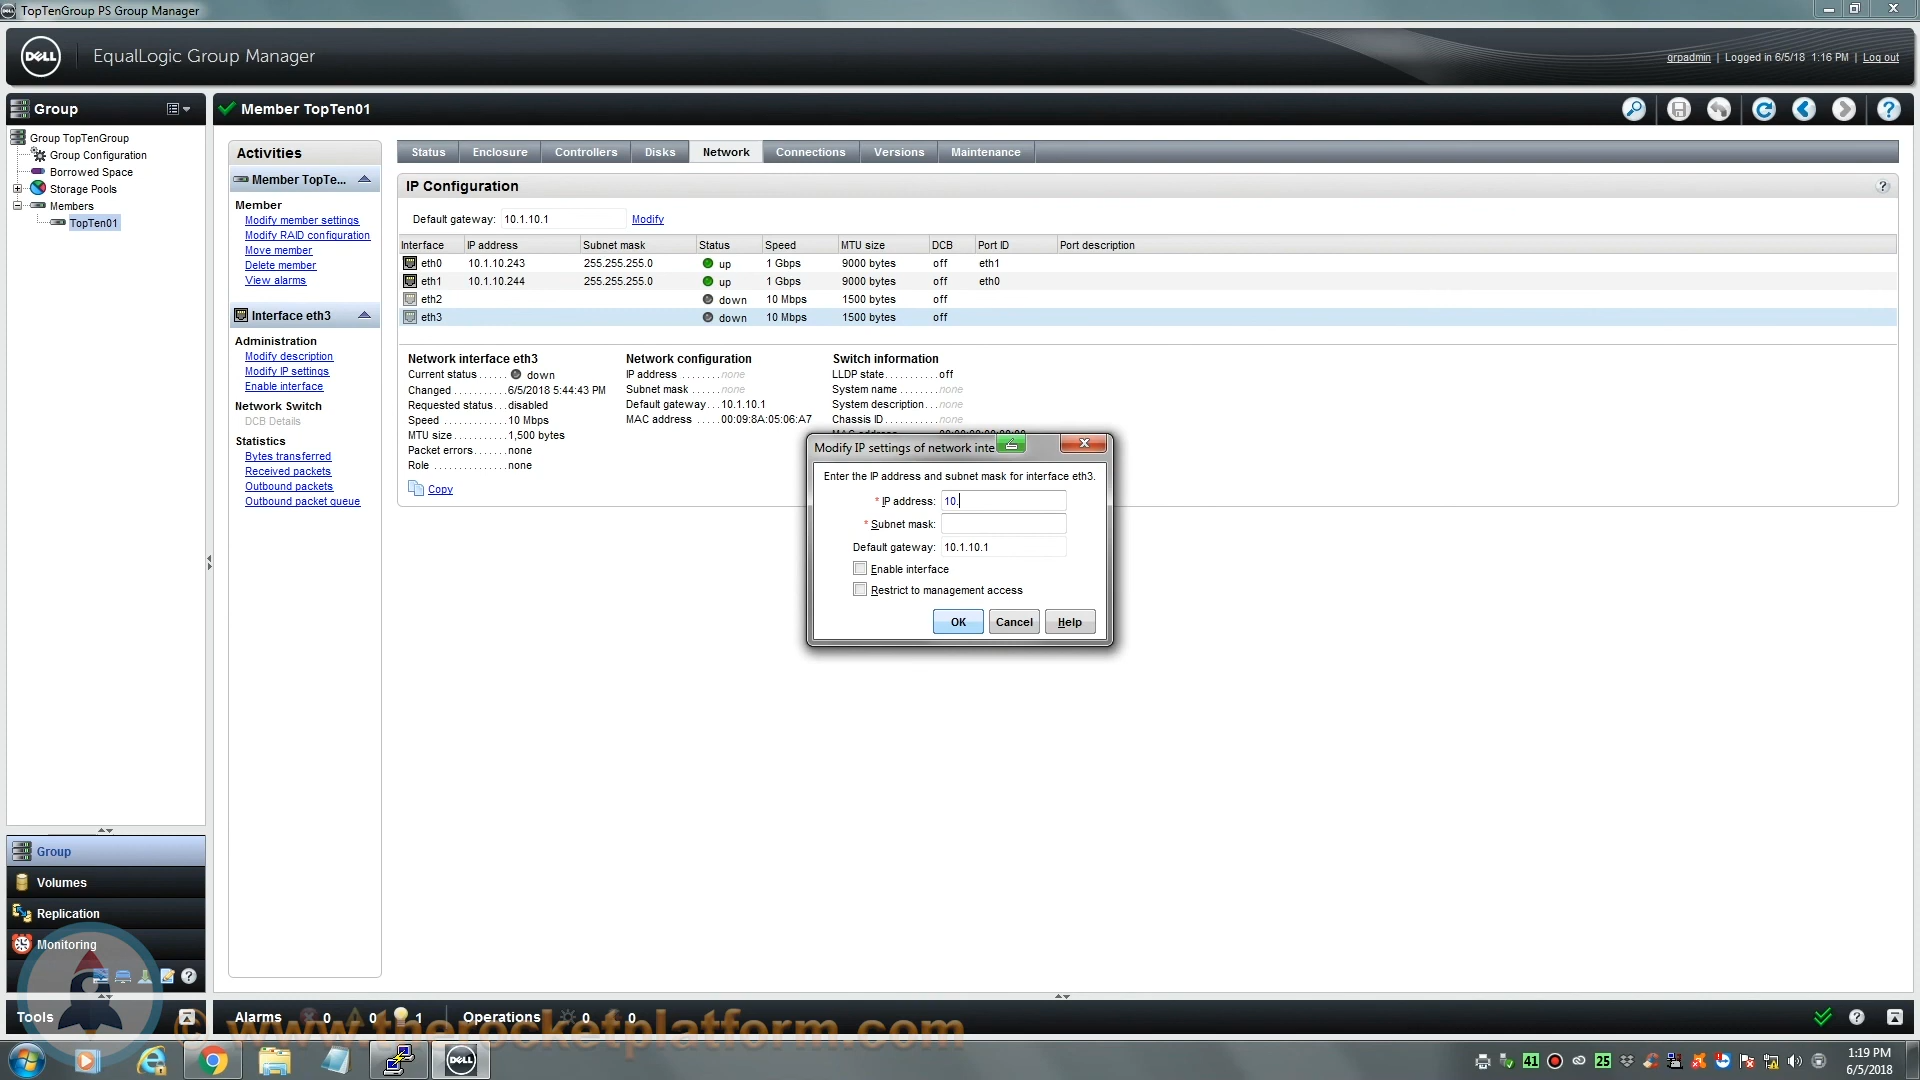 TopTenGroup PS Group Manager
DELL
EqualLogic Group Manager
grpadmin | Logged in 6/5/18 1:16 PM | Log out
Group
Member TopTen01
Group TopTenGroup
Group Configuration
Borrowed Space
Storage Pools
Members
TopTen01
Activities
Member TopTe...
Member
Modify member settings
Modify RAID configuration
Move member
Delete member
View alarms
Interface eth3
Administration
Modify description
Modify IP settings
Enable interface
Network Switch
DCB Details
Statistics
Bytes transferred
Received packets
Outbound packets
Outbound packet queue
Status Enclosure Controllers Disks Network Connections Versions Maintenance
IP Configuration
Default gateway: 10.1.10.1 Modify
Interface IP address Subnet mask Status Speed MTU size DCB Port ID Port description
eth0 10.1.10.243 255.255.255.0 up 1 Gbps 9000 bytes off eth1
eth1 10.1.10.244 255.255.255.0 up 1 Gbps 9000 bytes off eth0
eth2 down 10 Mbps 1500 bytes off
eth3 down 10 Mbps 1500 bytes off
Network interface eth3
Current status ...... down
Changed ........... 6/5/2018 5:44:43 PM
Requested status... disabled
Speed ............. 10 Mbps
MTU size ........... 1,500 bytes
Packet errors....... none
Role ............... none
Copy
Network configuration
IP address ........ none
Subnet mask ...... none
Default gateway... 10.1.10.1
MAC address ..... 00:09:8A:05:06:A7
Switch information
LLDP state........... off
System name ........ none
System description... none
Chassis ID........... none
Modify IP settings of network inte
Enter the IP address and subnet mask for interface eth3.
* IP address: 10.
* Subnet mask:
Default gateway: 10.1.10.1
Enable interface
Restrict to management access
OK Cancel Help
Group
Volumes
Replication
Monitoring
Tools
Alarms 0 0 1 Operations 0 0
© www.therocketplatform.com
DELL
41
25
1:19 PM
6/5/2018